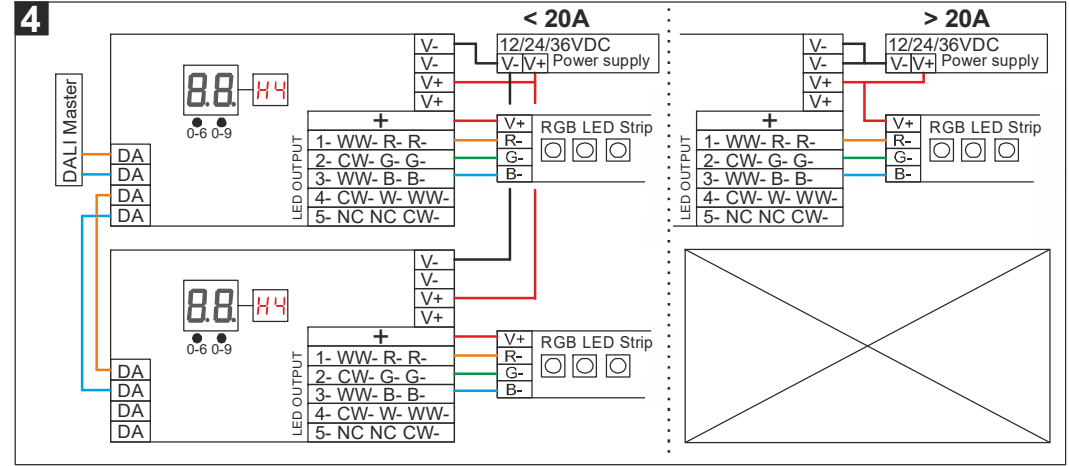 4
< 20A
> 20A
DALI Master
DA
DA
DA
DA
8.8.
H4
0-6 0-9
V-
V-
V+
V+
12/24/36VDC
V- V+ Power supply
LED OUTPUT
+
1- WW- R- R-
2- CW- G- G-
3- WW- B- B-
4- CW- W- WW-
5- NC NC CW-
V+ RGB LED Strip
R-
G-
B-
DA
DA
DA
DA
8.8.
H4
0-6 0-9
V-
V-
V+
V+
LED OUTPUT
+
1- WW- R- R-
2- CW- G- G-
3- WW- B- B-
4- CW- W- WW-
5- NC NC CW-
V+ RGB LED Strip
R-
G-
B-
V-
V-
V+
V+
12/24/36VDC
V- V+ Power supply
LED OUTPUT
+
1- WW- R- R-
2- CW- G- G-
3- WW- B- B-
4- CW- W- WW-
5- NC NC CW-
V+ RGB LED Strip
R-
G-
B-